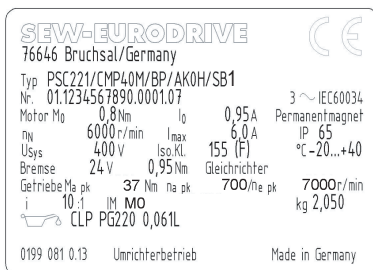 SEW-EURODRIVE CE
76646 Bruchsal/Germany
Typ PSC221/CMP40M/BP/AK0H/SB1
Nr. 01.1234567890.0001.07 3 ~ IEC60034
Motor M₀ 0,8 Nm I₀ 0,95 A Permanentmagnet
nN 6000 r/min Imax 6,0 A IP 65
USys 400 V Iso.Kl. 155 (F) °C -20...+40
Bremse 24 V 0,95 Nm Gleichrichter
Getriebe Ma pk 37 Nm na pk 700/ne pk 7000 r/min
i 10 :1 IM M0 kg 2,050
CLP PG220 0,061L
0199 081 0.13 Umrichterbetrieb Made in Germany